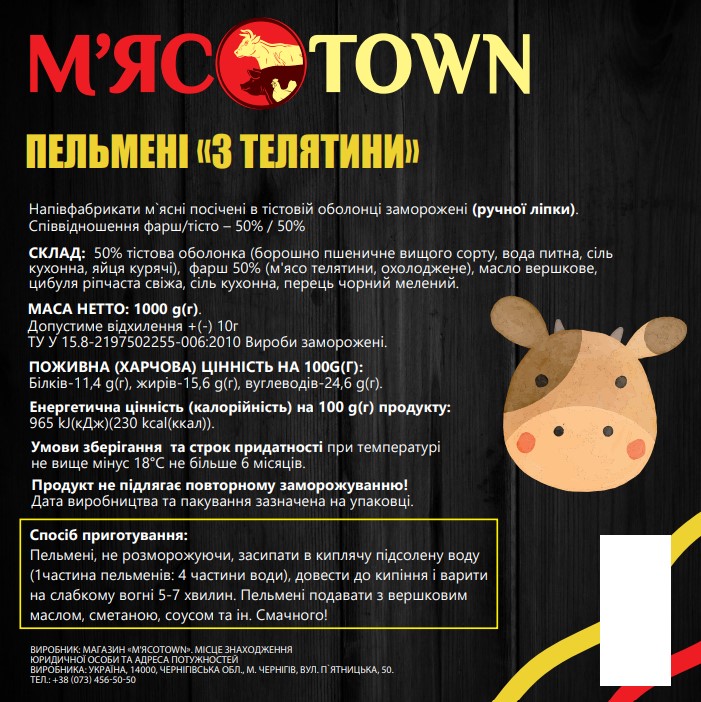 М'ЯСОTOWN
ПЕЛЬМЕНІ «З ТЕЛЯТИНИ»
Напівфабрикати м`ясні посічені в тістовій оболонці заморожені (ручної ліпки).
Співвідношення фарш/тісто – 50% / 50%
СКЛАД: 50% тістова оболонка (борошно пшеничне вищого сорту, вода питна, сіль
кухонна, яйця курячі), фарш 50% (м'ясо телятини, охолоджене), масло вершкове,
цибуля ріпчаста свіжа, сіль кухонна, перець чорний мелений.
МАСА НЕТТО: 1000 g(г).
Допустиме відхилення +(-) 10г
ТУ У 15.8-2197502255-006:2010 Вироби заморожені.
ПОЖИВНА (ХАРЧОВА) ЦІННІСТЬ НА 100G(Г):
Білків-11,4 g(г), жирів-15,6 g(г), вуглеводів-24,6 g(г).
Енергетична цінність (калорійність) на 100 g(г) продукту:
965 kJ(кДж)(230 kcal(ккал)).
Умови зберігання та строк придатності при температурі
не вище мінус 18°С не більше 6 місяців.
Продукт не підлягає повторному заморожуванню!
Дата виробництва та пакування зазначена на упаковці.
Спосіб приготування:
Пельмені, не розморожуючи, засипати в киплячу підсолену воду
(1частина пельменів: 4 частини води), довести до кипіння і варити
на слабкому вогні 5-7 хвилин. Пельмені подавати з вершковим
маслом, сметаною, соусом та ін. Смачного!
ВИРОБНИК: МАГАЗИН «М'ЯСОTOWN». МІСЦЕ ЗНАХОДЖЕННЯ
ЮРИДИЧНОЇ ОСОБИ ТА АДРЕСА ПОТУЖНОСТЕЙ
ВИРОБНИКА: УКРАЇНА, 14000, ЧЕРНІГІВСЬКА ОБЛ., М. ЧЕРНІГІВ, ВУЛ. П`ЯТНИЦЬКА, 50.
ТЕЛ.: +38 (073) 456-50-50